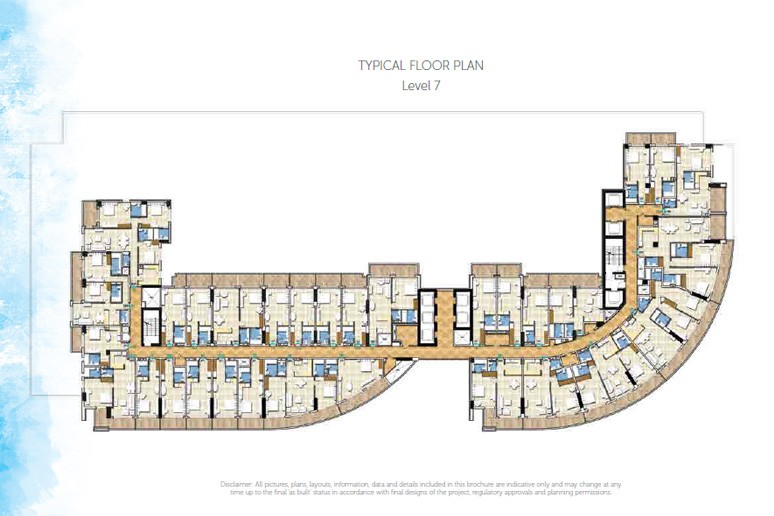 TYPICAL FLOOR PLAN
Level 7
Disclaimer: All pictures, plans, layouts, information, data and details included in this brochure are indicative only and may change at any
time up to the final 'as built' status in accordance with final designs of the project, regulatory approvals and planning permissions.